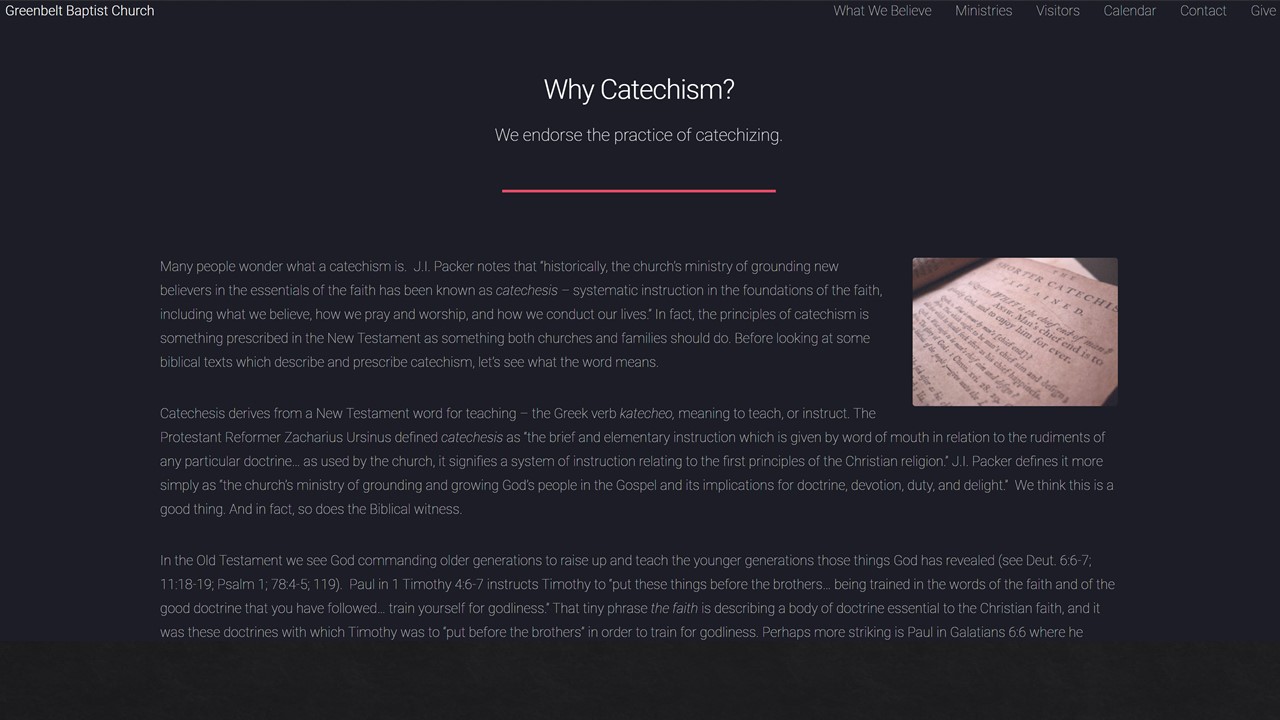 Greenbelt Baptist Church
What We Believe Ministries Visitors Calendar Contact Give
Why Catechism?
We endorse the practice of catechizing.
Many people wonder what a catechism is.  J.I. Packer notes that “historically, the church’s ministry of grounding new
believers in the essentials of the faith has been known as catechesis – systematic instruction in the foundations of the faith,
including what we believe, how we pray and worship, and how we conduct our lives.” In fact, the principles of catechism is
something prescribed in the New Testament as something both churches and families should do. Before looking at some
biblical texts which describe and prescribe catechism, let’s see what the word means.
SHORTER CATECHIS
EXPLAINED.
Man's chief end is to
and to enjoy him for ever.
Catechesis derives from a New Testament word for teaching – the Greek verb katecheo, meaning to teach, or instruct. The
Protestant Reformer Zacharius Ursinus defined catechesis as “the brief and elementary instruction which is given by word of mouth in relation to the rudiments of
any particular doctrine… as used by the church, it signifies a system of instruction relating to the first principles of the Christian religion.” J.I. Packer defines it more
simply as “the church’s ministry of grounding and growing God’s people in the Gospel and its implications for doctrine, devotion, duty, and delight.”  We think this is a
good thing. And in fact, so does the Biblical witness.
In the Old Testament we see God commanding older generations to raise up and teach the younger generations those things God has revealed (see Deut. 6:6-7;
11:18-19; Psalm 1; 78:4-5; 119).  Paul in 1 Timothy 4:6-7 instructs Timothy to “put these things before the brothers… being trained in the words of the faith and of the
good doctrine that you have followed… train yourself for godliness.” That tiny phrase the faith is describing a body of doctrine essential to the Christian faith, and it
was these doctrines with which Timothy was to “put before the brothers” in order to train for godliness. Perhaps more striking is Paul in Galatians 6:6 where he